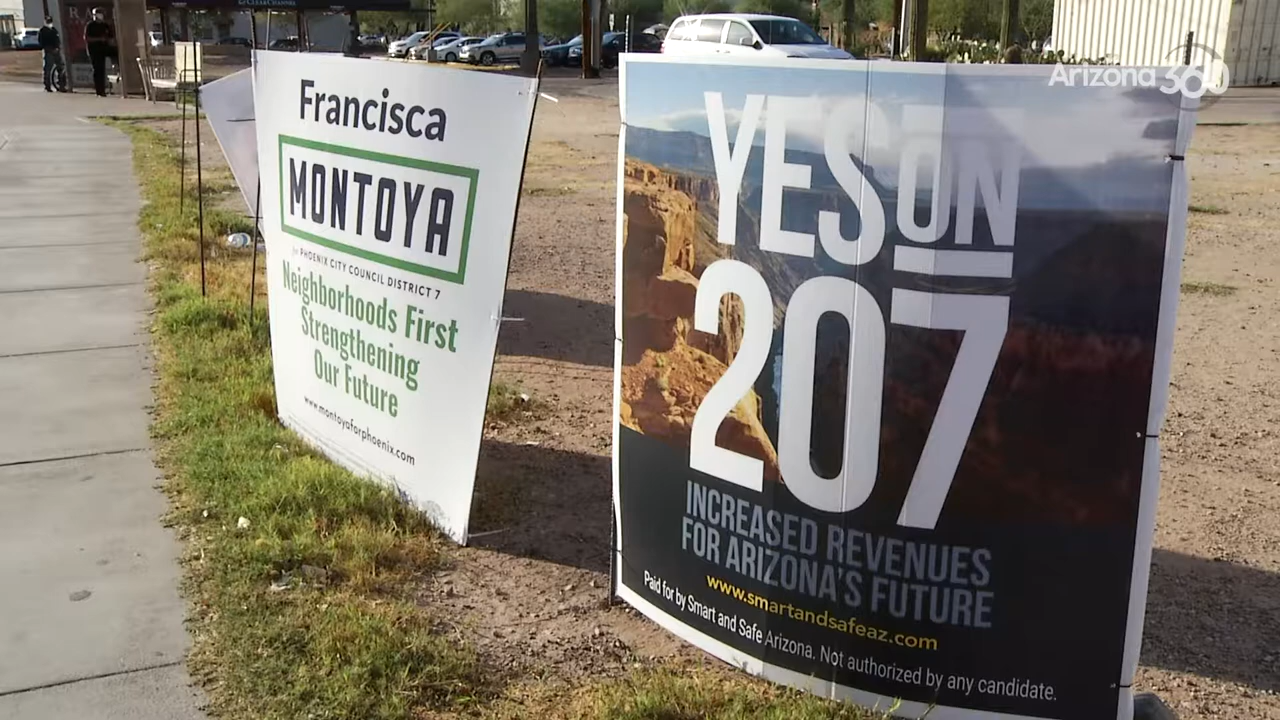 CLEARCHANNEL
Arizona 360
Francisca
MONTOYA
for PHOENIX CITY COUNCIL DISTRICT 7
Neighborhoods First
Strengthening
Our Future
www.montoyaforphoenix.com
YES ON
207
INCREASED REVENUES
FOR ARIZONA'S FUTURE
www.smartandsafeaz.com
Paid for by Smart and Safe Arizona. Not authorized by any candidate.